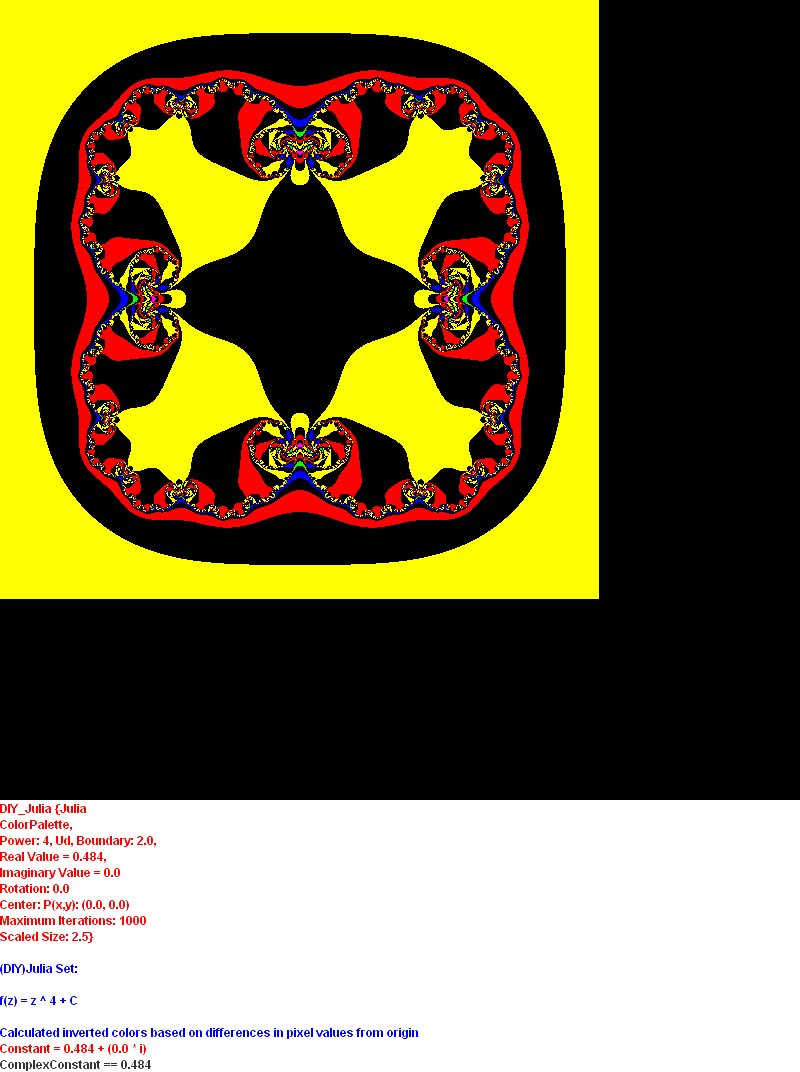 DIY_Julia {Julia
ColorPalette,
Power: 4, Ud, Boundary: 2.0,
Real Value = 0.484,
Imaginary Value = 0.0
Rotation: 0.0
Center: P(x,y): (0.0, 0.0)
Maximum Iterations: 1000
Scaled Size: 2.5}
(DIY)Julia Set:
f(z) = z ^ 4 + C
Calculated inverted colors based on differences in pixel values from origin
Constant = 0.484 + (0.0 * i)
ComplexConstant == 0.484